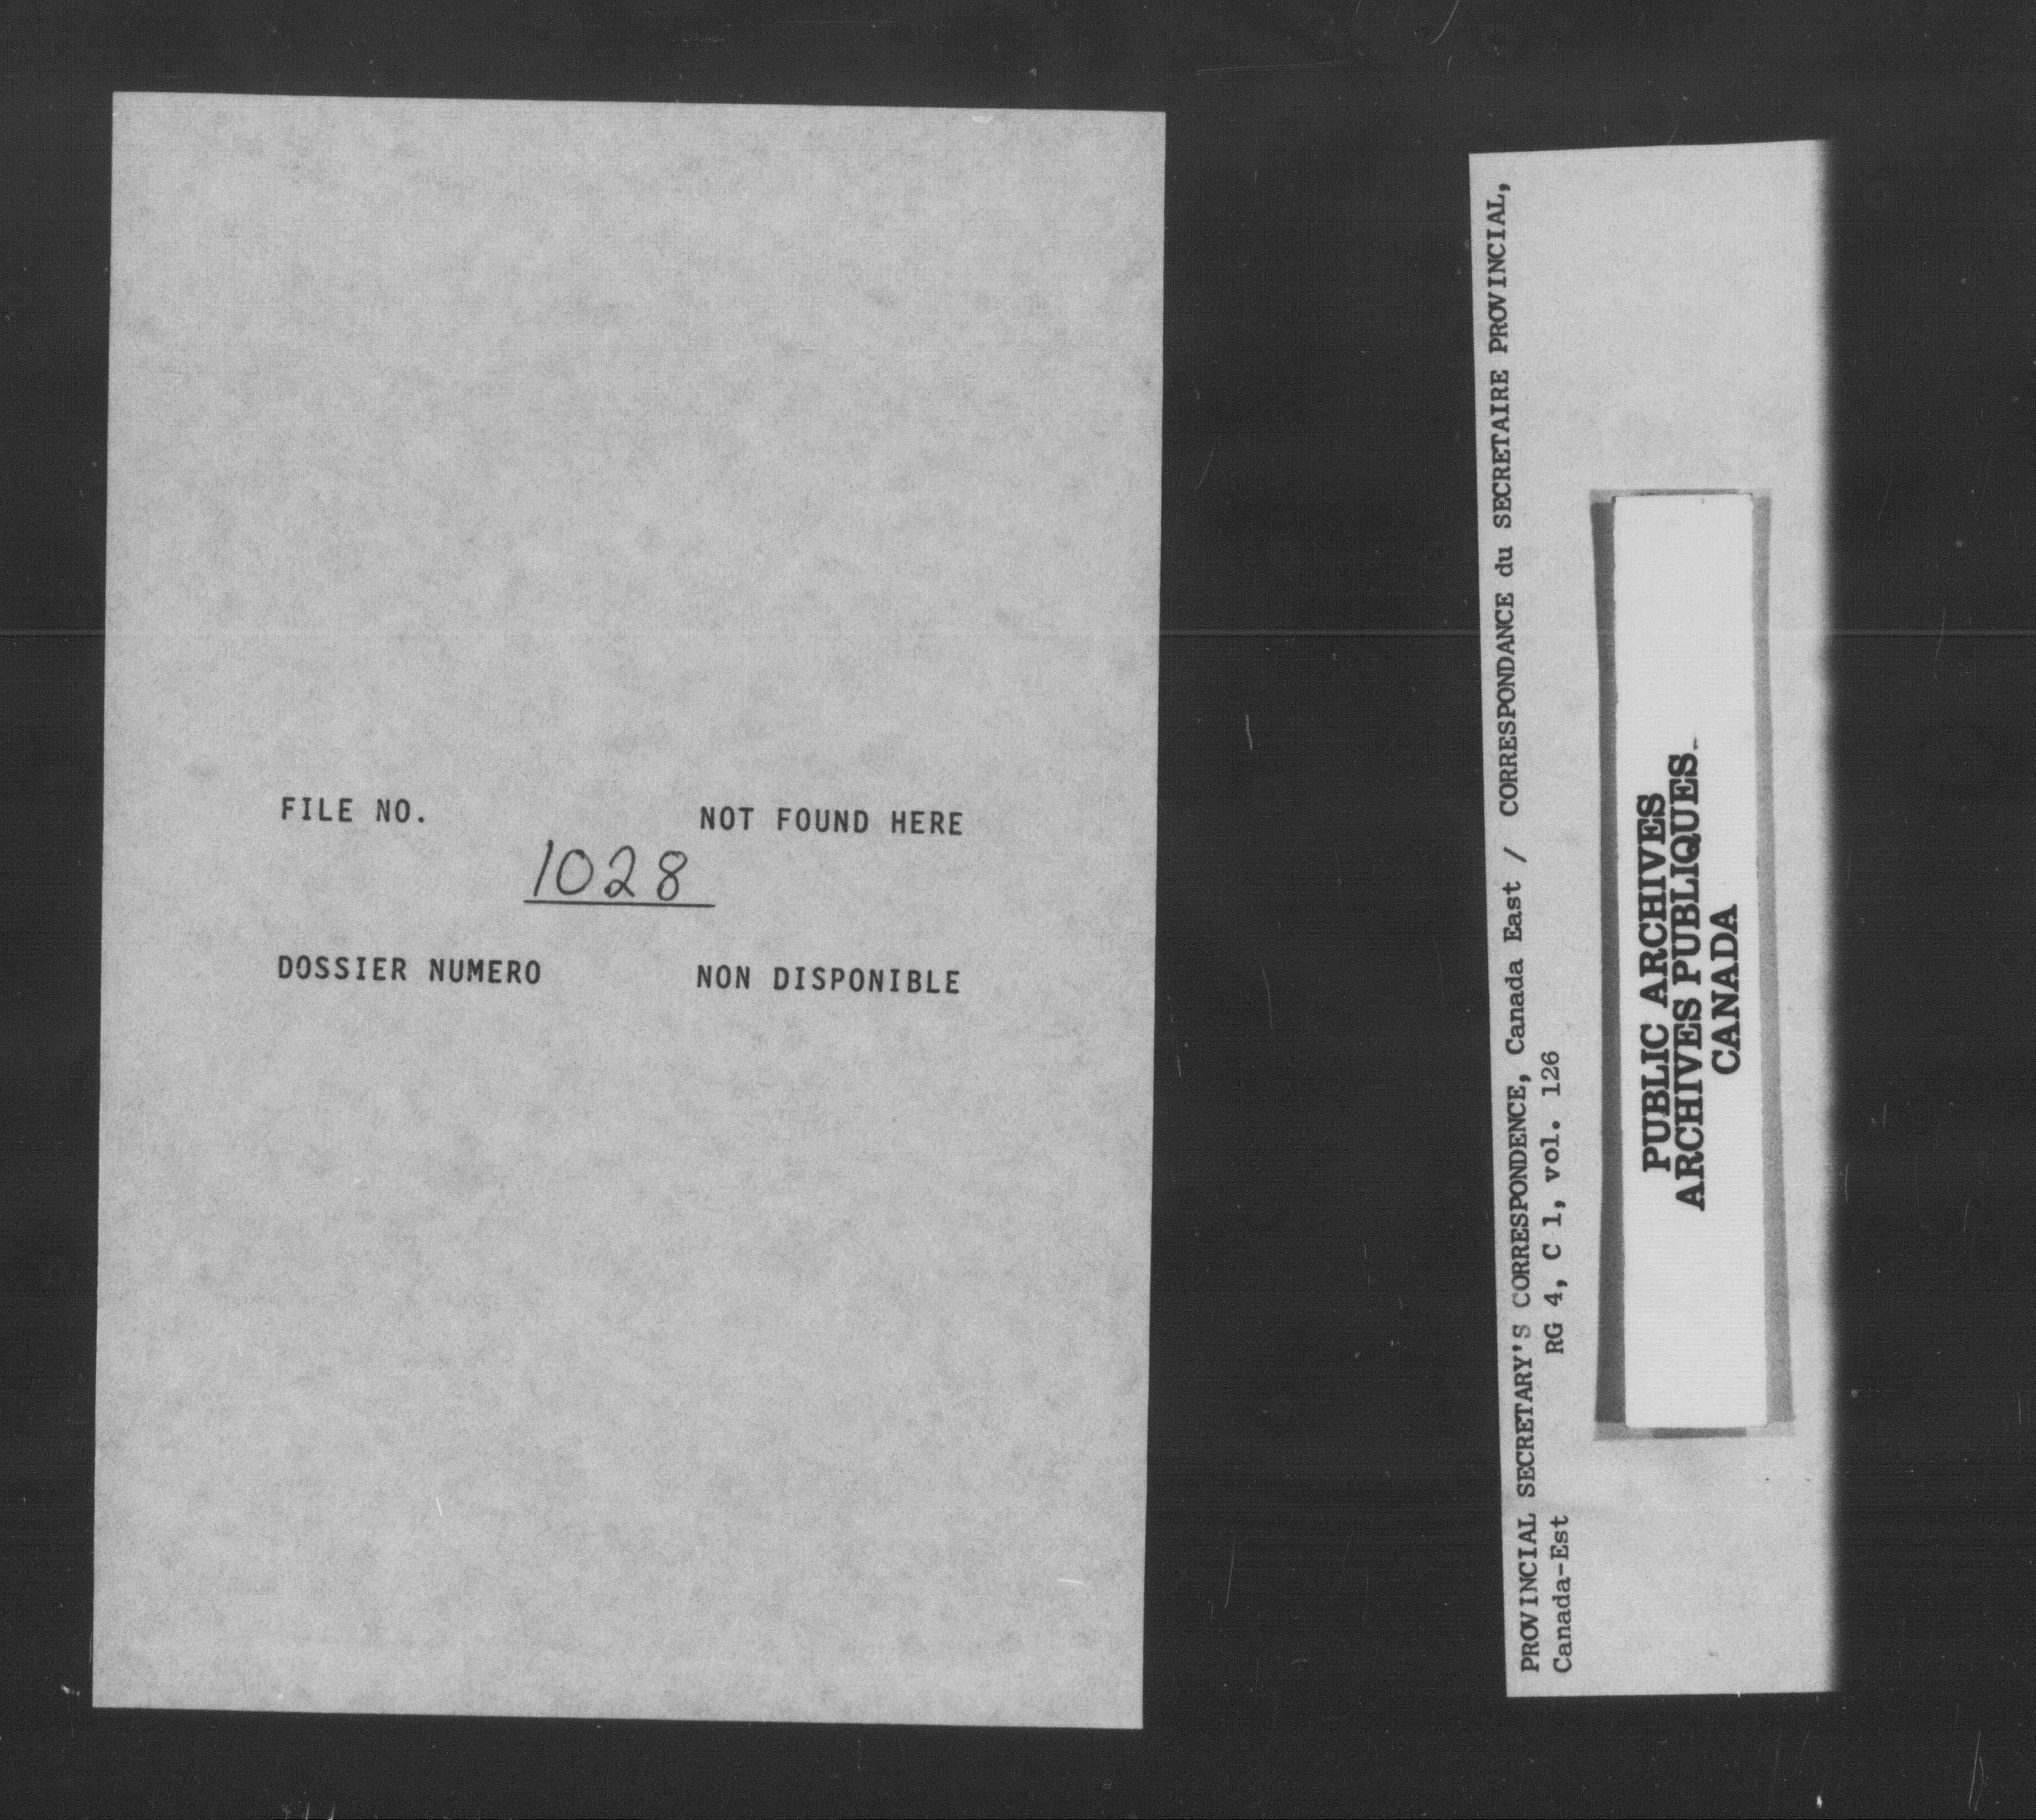 FILE NO. NOT FOUND HERE
1028
DOSSIER NUMERO NON DISPONIBLE
PROVINCIAL SECRETARY'S CORRESPONDENCE, Canada East / CORRESPONDANCE du SECRETAIRE PROVINCIAL,
Canada-Est RG 4, C 1, vol. 126
PUBLIC ARCHIVES
ARCHIVES PUBLIQUES
CANADA